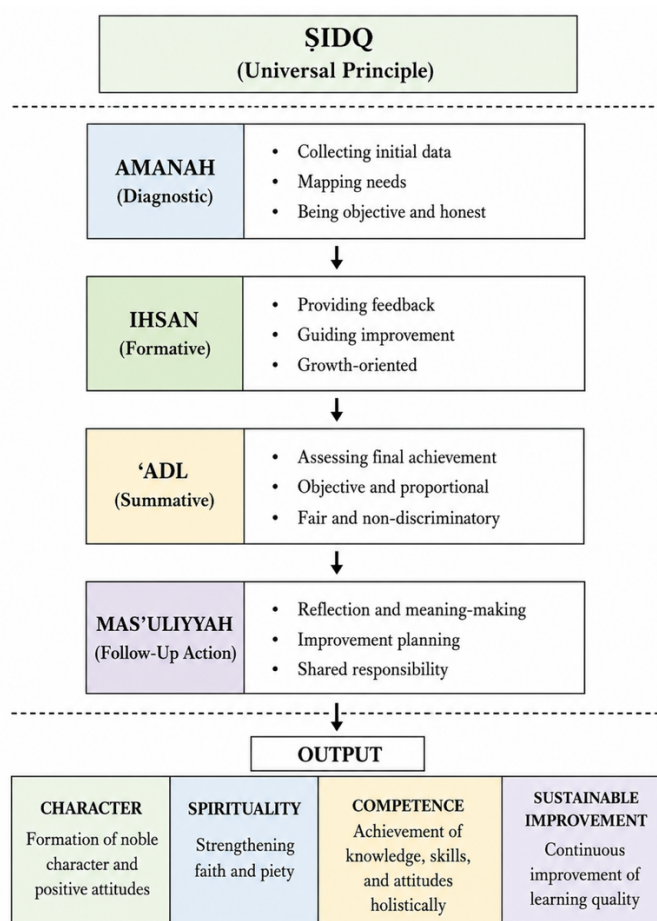 ṢIDQ
(Universal Principle)
AMANAH
(Diagnostic)
• Collecting initial data
• Mapping needs
• Being objective and honest
IHSAN
(Formative)
• Providing feedback
• Guiding improvement
• Growth-oriented
‘ADL
(Summative)
• Assessing final achievement
• Objective and proportional
• Fair and non-discriminatory
MAS’ULIYYAH
(Follow-Up Action)
• Reflection and meaning-making
• Improvement planning
• Shared responsibility
OUTPUT
CHARACTER
Formation of noble
character and
positive attitudes
SPIRITUALITY
Strengthening
faith and piety
COMPETENCE
Achievement of
knowledge, skills,
and attitudes
holistically
SUSTAINABLE
IMPROVEMENT
Continuous
improvement of
learning quality